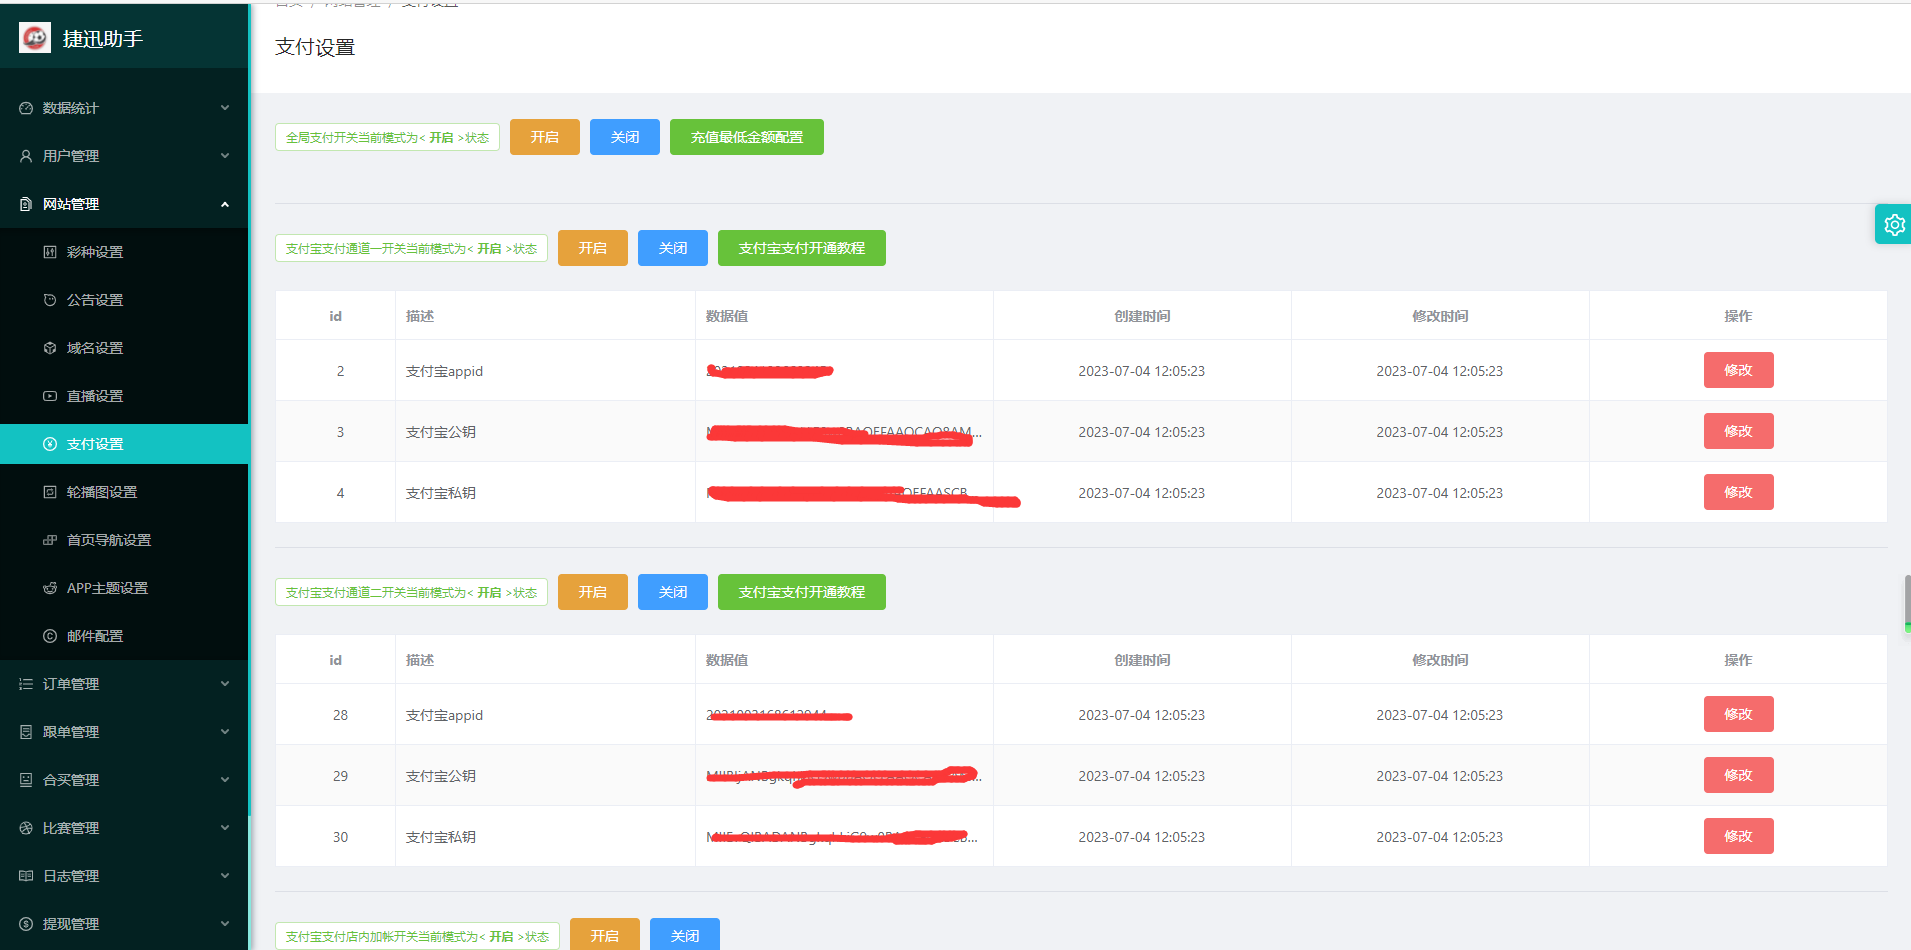 首页 / 网站管理 / 支付设置
捷迅助手
支付设置
数据统计
用户管理
网站管理
彩种设置
公告设置
域名设置
直播设置
支付设置
轮播图设置
首页导航设置
APP主题设置
邮件配置
订单管理
跟单管理
合买管理
比赛管理
日志管理
提现管理
全局支付开关当前模式为< 开启 >状态 开启 关闭 充值最低金额配置
支付宝支付通道一开关当前模式为< 开启 >状态 开启 关闭 支付宝支付开通教程
id 描述 数据值 创建时间 修改时间 操作
2 支付宝appid 2023-07-04 12:05:23 2023-07-04 12:05:23 修改
3 支付宝公钥 2023-07-04 12:05:23 2023-07-04 12:05:23 修改
4 支付宝私钥 2023-07-04 12:05:23 2023-07-04 12:05:23 修改
支付宝支付通道二开关当前模式为< 开启 >状态 开启 关闭 支付宝支付开通教程
id 描述 数据值 创建时间 修改时间 操作
28 支付宝appid 2023-07-04 12:05:23 2023-07-04 12:05:23 修改
29 支付宝公钥 2023-07-04 12:05:23 2023-07-04 12:05:23 修改
30 支付宝私钥 2023-07-04 12:05:23 2023-07-04 12:05:23 修改
支付宝支付店内加帐开关当前模式为< 开启 >状态 开启 关闭